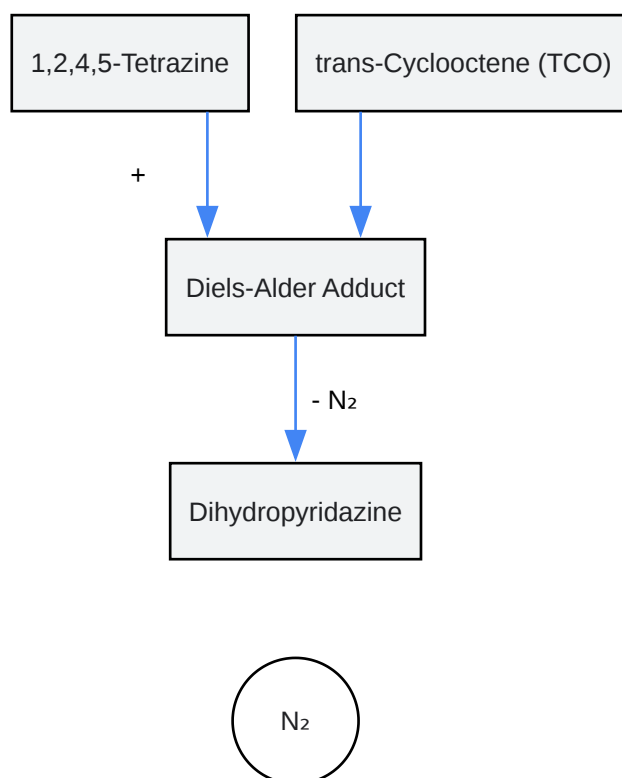 1,2,4,5-Tetrazine
trans-Cyclooctene (TCO)
+
Diels-Alder Adduct
- N₂
Dihydropyridazine
N₂